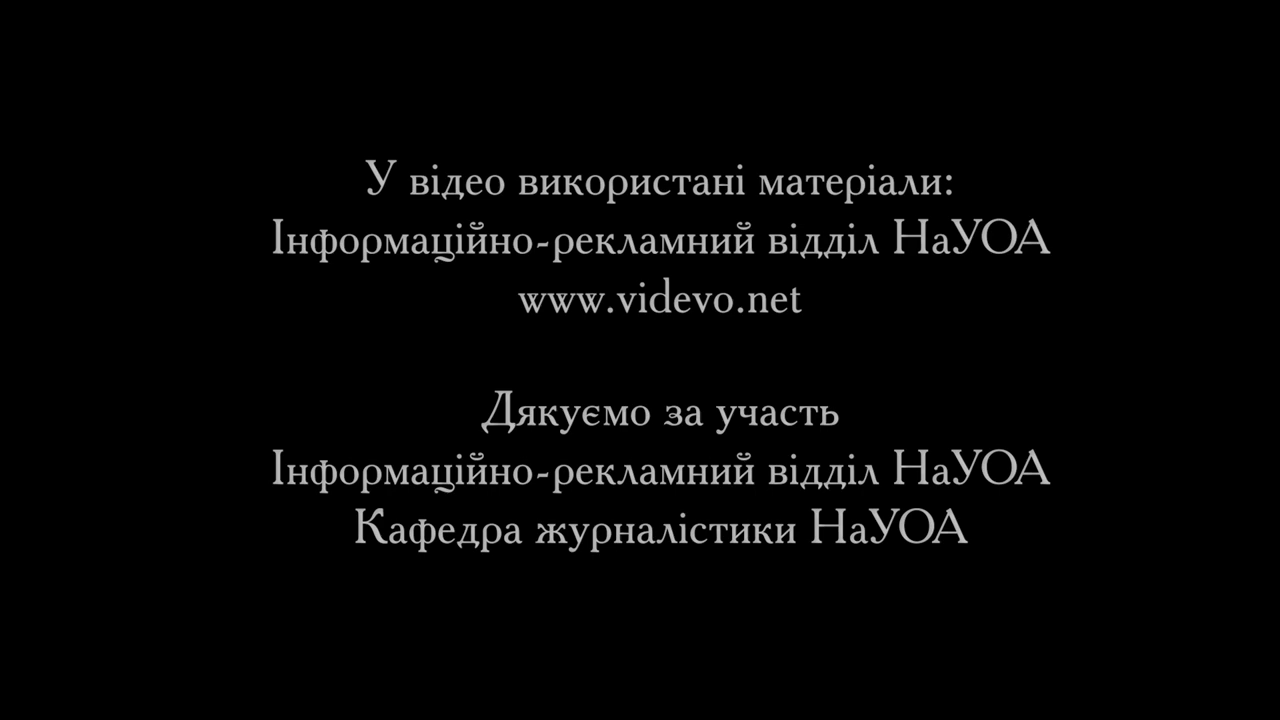 У відео використані матеріали:
Інформаційно-рекламний відділ НаУОА
www.videvo.net
Дякуємо за участь
Інформаційно-рекламний відділ НаУОА
Кафедра журналістики НаУОА